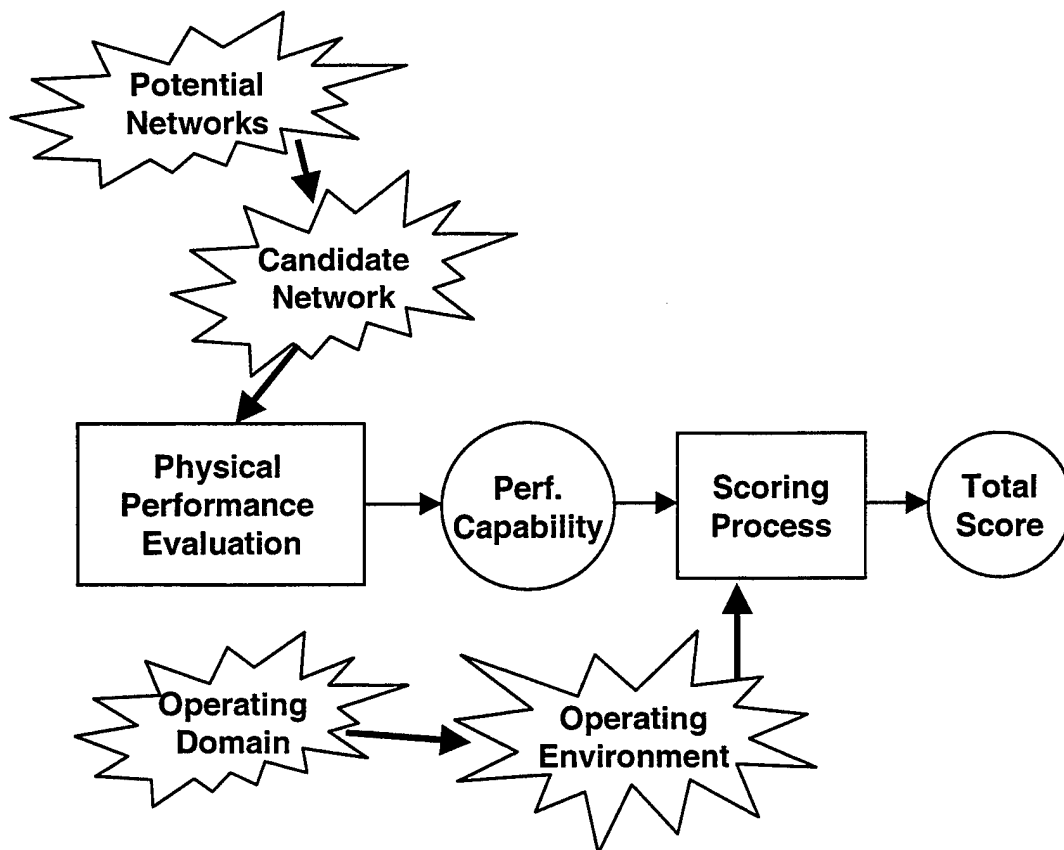 Potential
Networks
Candidate
Network
Physical
Performance
Evaluation
Perf.
Capability
Scoring
Process
Total
Score
Operating
Domain
Operating
Environment